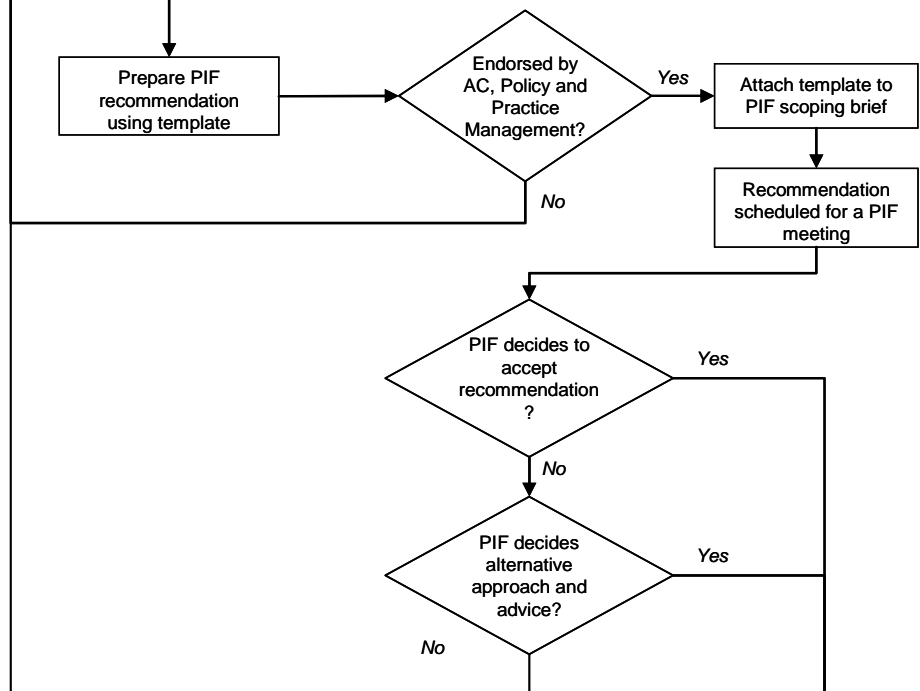 Prepare PIF
recommendation
using template
Endorsed by
AC, Policy and
Practice
Management?
Yes
Attach template to
PIF scoping brief
No
Recommendation
scheduled for a PIF
meeting
PIF decides to
accept
recommendation
?
Yes
No
PIF decides
alternative
approach and
advice?
Yes
No